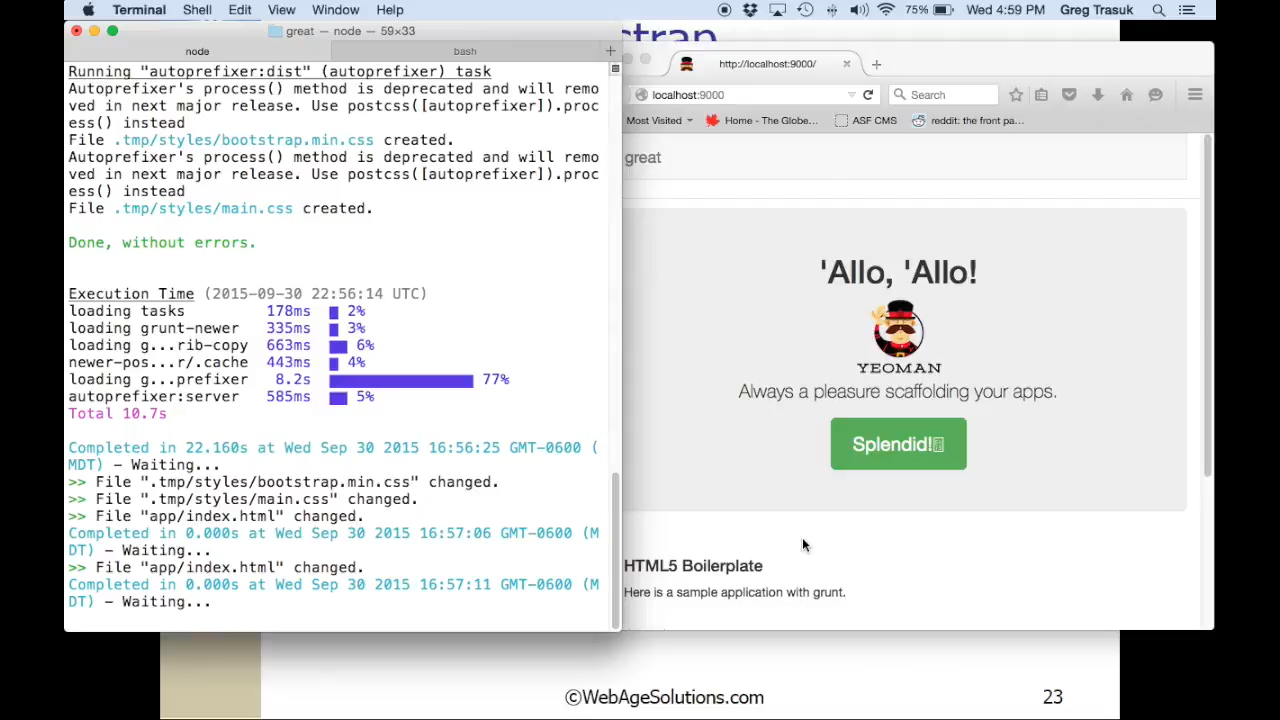 Terminal Shell Edit View Window Help 75% Wed 4:59 PM Greg Trasuk
great — node — 59×33
node bash
Running "autoprefixer:dist" (autoprefixer) task
Autoprefixer's process() method is deprecated and will remo
ved in next major release. Use postcss([autoprefixer]).proc
ess() instead
File .tmp/styles/bootstrap.min.css created.
Autoprefixer's process() method is deprecated and will remo
ved in next major release. Use postcss([autoprefixer]).proc
ess() instead
File .tmp/styles/main.css created.
Done, without errors.
Execution Time (2015-09-30 22:56:14 UTC)
loading tasks 178ms 2%
loading grunt-newer 335ms 3%
loading g...rib-copy 663ms 6%
newer-pos...r/.cache 443ms 4%
loading g...prefixer 8.2s 77%
autoprefixer:server 585ms 5%
Total 10.7s
Completed in 22.160s at Wed Sep 30 2015 16:56:25 GMT-0600 (
MDT) - Waiting...
>> File ".tmp/styles/bootstrap.min.css" changed.
>> File ".tmp/styles/main.css" changed.
>> File "app/index.html" changed.
Completed in 0.000s at Wed Sep 30 2015 16:57:06 GMT-0600 (M
DT) - Waiting...
>> File "app/index.html" changed.
Completed in 0.000s at Wed Sep 30 2015 16:57:11 GMT-0600 (M
DT) - Waiting...
http://localhost:9000/
localhost:9000 Search
Most Visited Home - The Globe... ASF CMS reddit: the front pa...
great
'Allo, 'Allo!
YEOMAN
Always a pleasure scaffolding your apps.
Splendid!
HTML5 Boilerplate
Here is a sample application with grunt.
©WebAgeSolutions.com 23